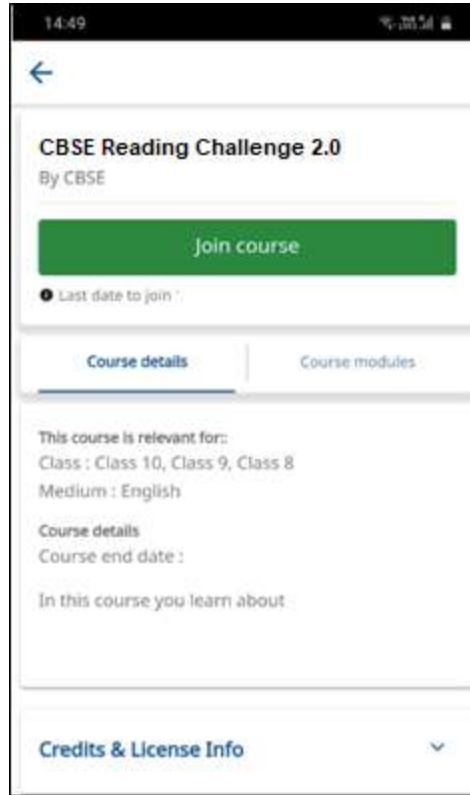 14:49
CBSE Reading Challenge 2.0
By CBSE
Join course
Last date to join
Course details
Course modules
This course is relevant for::
Class : Class 10, Class 9, Class 8
Medium : English
Course details
Course end date :
In this course you learn about
Credits & License Info